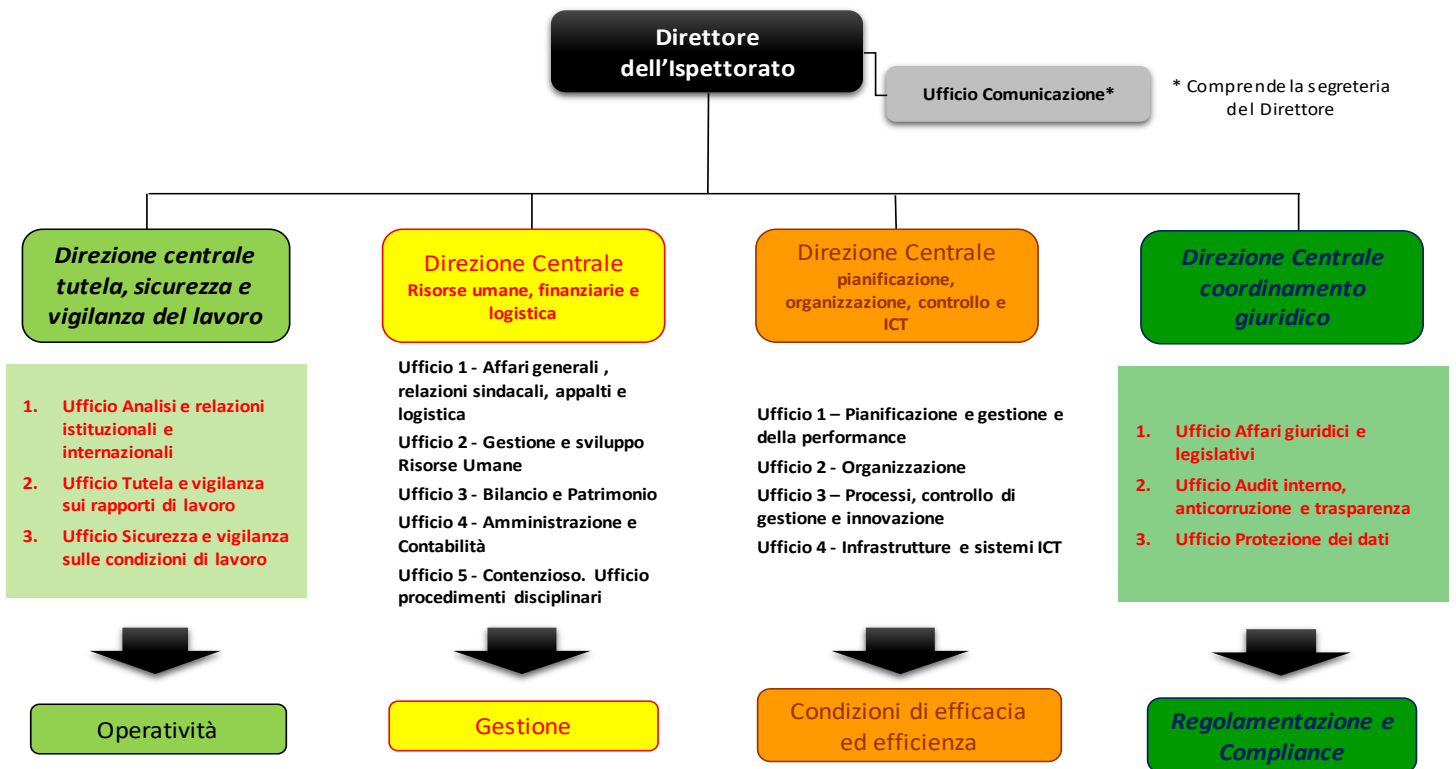 Direttore
dell'Ispettorato
Ufficio Comunicazione*
* Comprende la segreteria
del Direttore
Direzione centrale
tutela, sicurezza e
vigilanza del lavoro
1. Ufficio Analisi e relazioni
istituzionali e
internazionali
2. Ufficio Tutela e vigilanza
sui rapporti di lavoro
3. Ufficio Sicurezza e vigilanza
sulle condizioni di lavoro
Operatività
Direzione Centrale
Risorse umane, finanziarie e
logistica
Ufficio 1 - Affari generali ,
relazioni sindacali, appalti e
logistica
Ufficio 2 - Gestione e sviluppo
Risorse Umane
Ufficio 3 - Bilancio e Patrimonio
Ufficio 4 - Amministrazione e
Contabilità
Ufficio 5 - Contenzioso. Ufficio
procedimenti disciplinari
Gestione
Direzione Centrale
pianificazione,
organizzazione, controllo e
ICT
Ufficio 1 – Pianificazione e gestione e
della performance
Ufficio 2 - Organizzazione
Ufficio 3 – Processi, controllo di
gestione e innovazione
Ufficio 4 - Infrastrutture e sistemi ICT
Condizioni di efficacia
ed efficienza
Direzione Centrale
coordinamento
giuridico
1. Ufficio Affari giuridici e
legislativi
2. Ufficio Audit interno,
anticorruzione e trasparenza
3. Ufficio Protezione dei dati
Regolamentazione e
Compliance